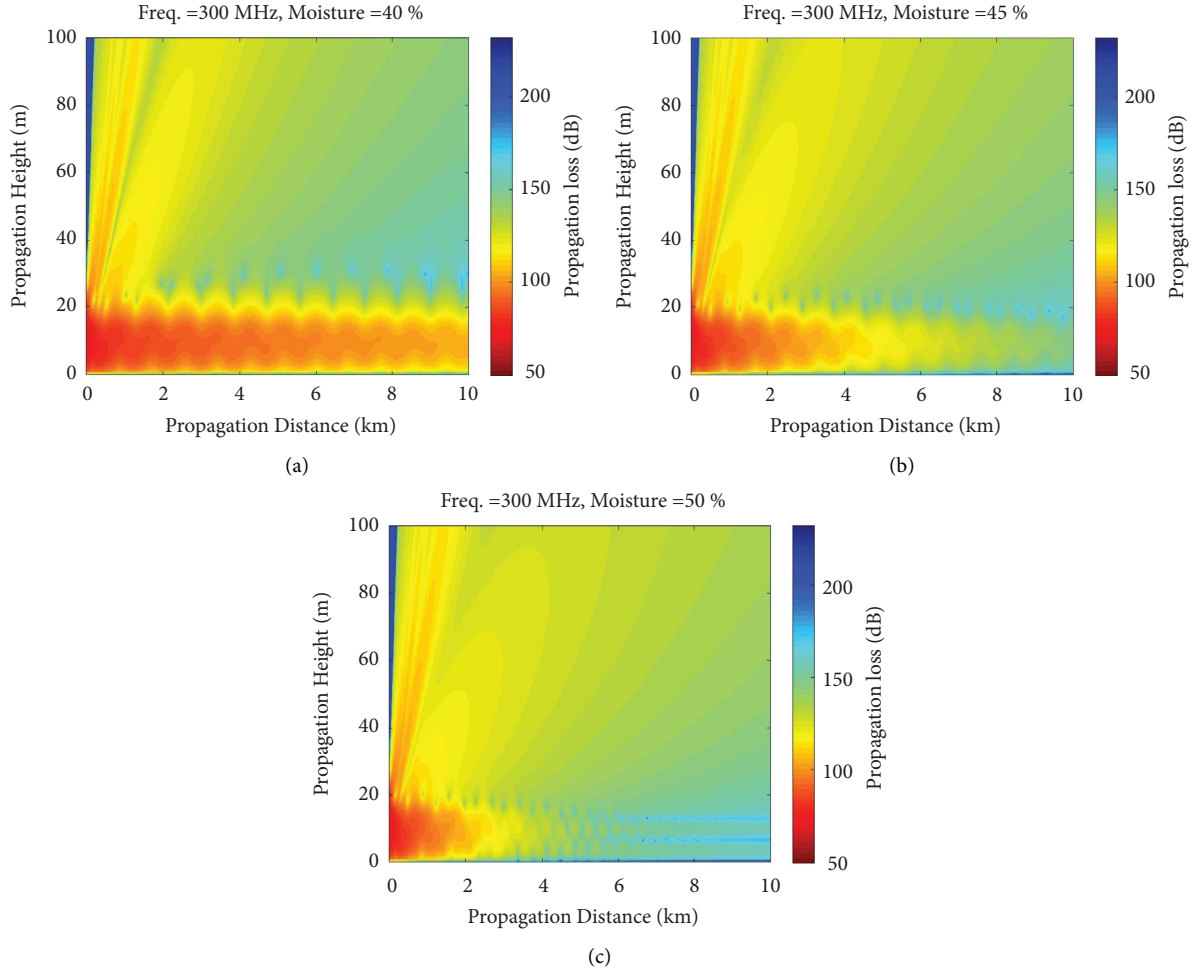 Freq. =300 MHz, Moisture =40 %
100
80
60
40
20
0
Propagation Height (m)
0 2 4 6 8 10
Propagation Distance (km)
200
150
100
50
Propagation loss (dB)
(a)
Freq. =300 MHz, Moisture =45 %
100
80
60
40
20
0
Propagation Height (m)
0 2 4 6 8 10
Propagation Distance (km)
200
150
100
50
Propagation loss (dB)
(b)
Freq. =300 MHz, Moisture =50 %
100
80
60
40
20
0
Propagation Height (m)
0 2 4 6 8 10
Propagation Distance (km)
200
150
100
50
Propagation loss (dB)
(c)